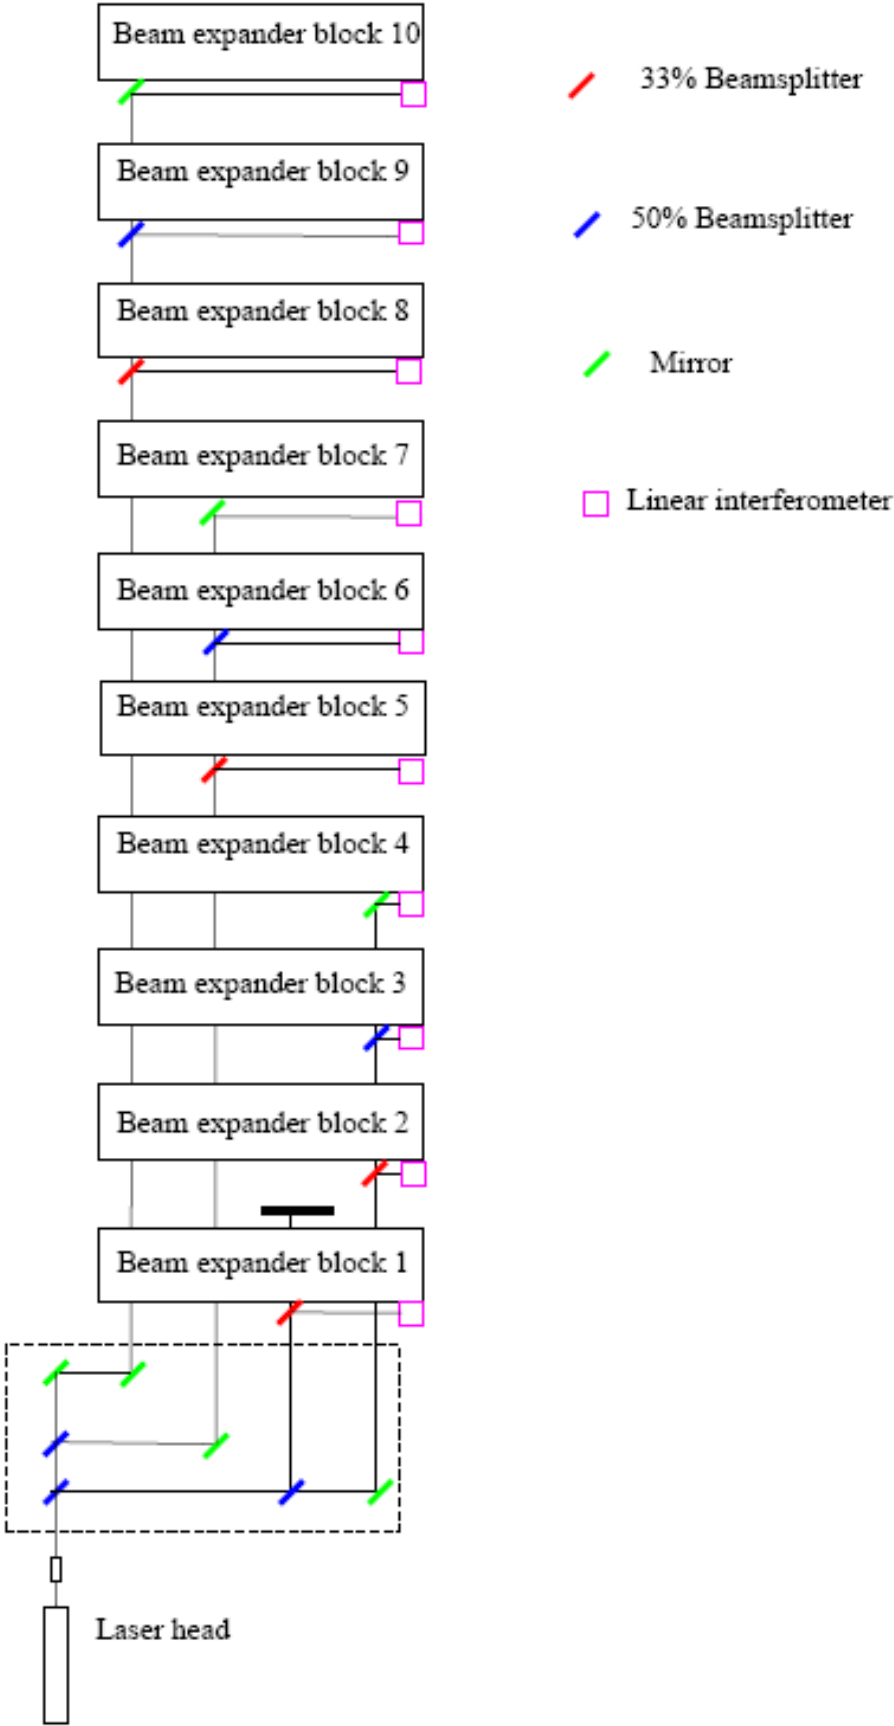 Beam expander block 10
33% Beamsplitter
Beam expander block 9
50% Beamsplitter
Beam expander block 8
Mirror
Beam expander block 7
Linear interferometer
Beam expander block 6
Beam expander block 5
Beam expander block 4
Beam expander block 3
Beam expander block 2
Beam expander block 1
Laser head